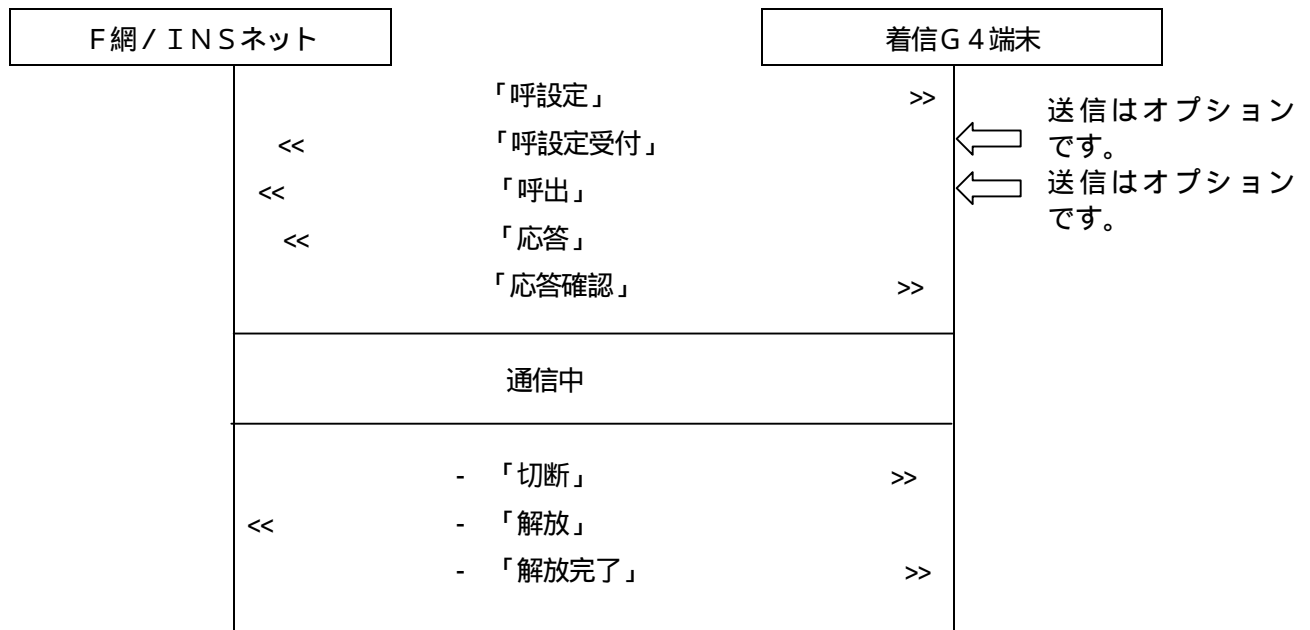 Ｆ網/ＩＮＳネット
着信Ｇ４端末
「呼設定」 >>
<< 「呼設定受付」
送信はオプション
です。
<< 「呼出」
送信はオプション
です。
<< 「応答」
「応答確認」 >>
通信中
- 「切断」 >>
<< - 「解放」
- 「解放完了」 >>